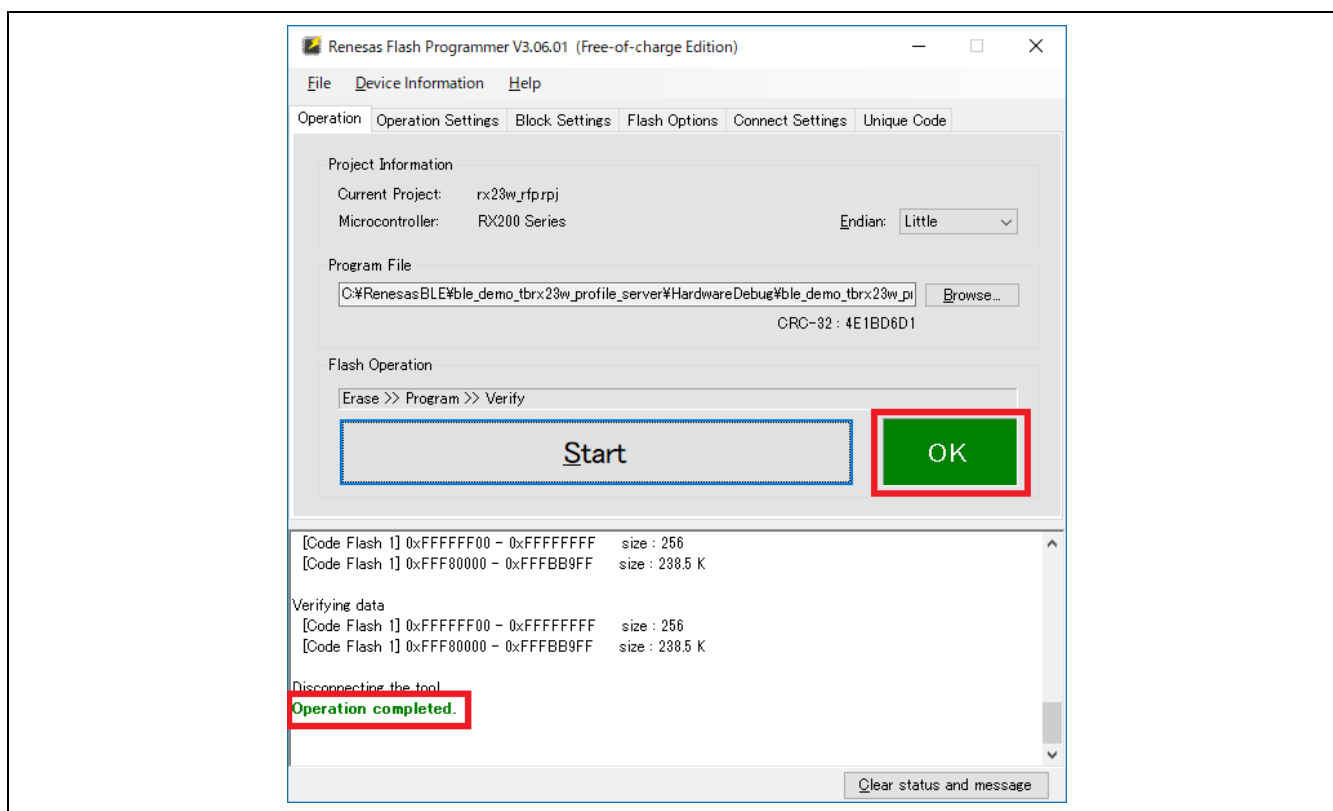 Renesas Flash Programmer V3.06.01 (Free-of-charge Edition)
File Device Information Help
Operation Operation Settings Block Settings Flash Options Connect Settings Unique Code
Project Information
Current Project: rx23w_rfp.rpj
Microcontroller: RX200 Series Endian: Little
Program File
C:¥RenesasBLE¥ble_demo_tbrx23w_profile_server¥HardwareDebug¥ble_demo_tbrx23w_pr Browse...
CRC-32 : 4E1BD6D1
Flash Operation
Erase >> Program >> Verify
Start OK
[Code Flash 1] 0xFFFFFF00 - 0xFFFFFFFF size : 256
[Code Flash 1] 0xFFF80000 - 0xFFFBB9FF size : 238.5 K
Verifying data
[Code Flash 1] 0xFFFFFF00 - 0xFFFFFFFF size : 256
[Code Flash 1] 0xFFF80000 - 0xFFFBB9FF size : 238.5 K
Disconnecting the tool
Operation completed.
Clear status and message